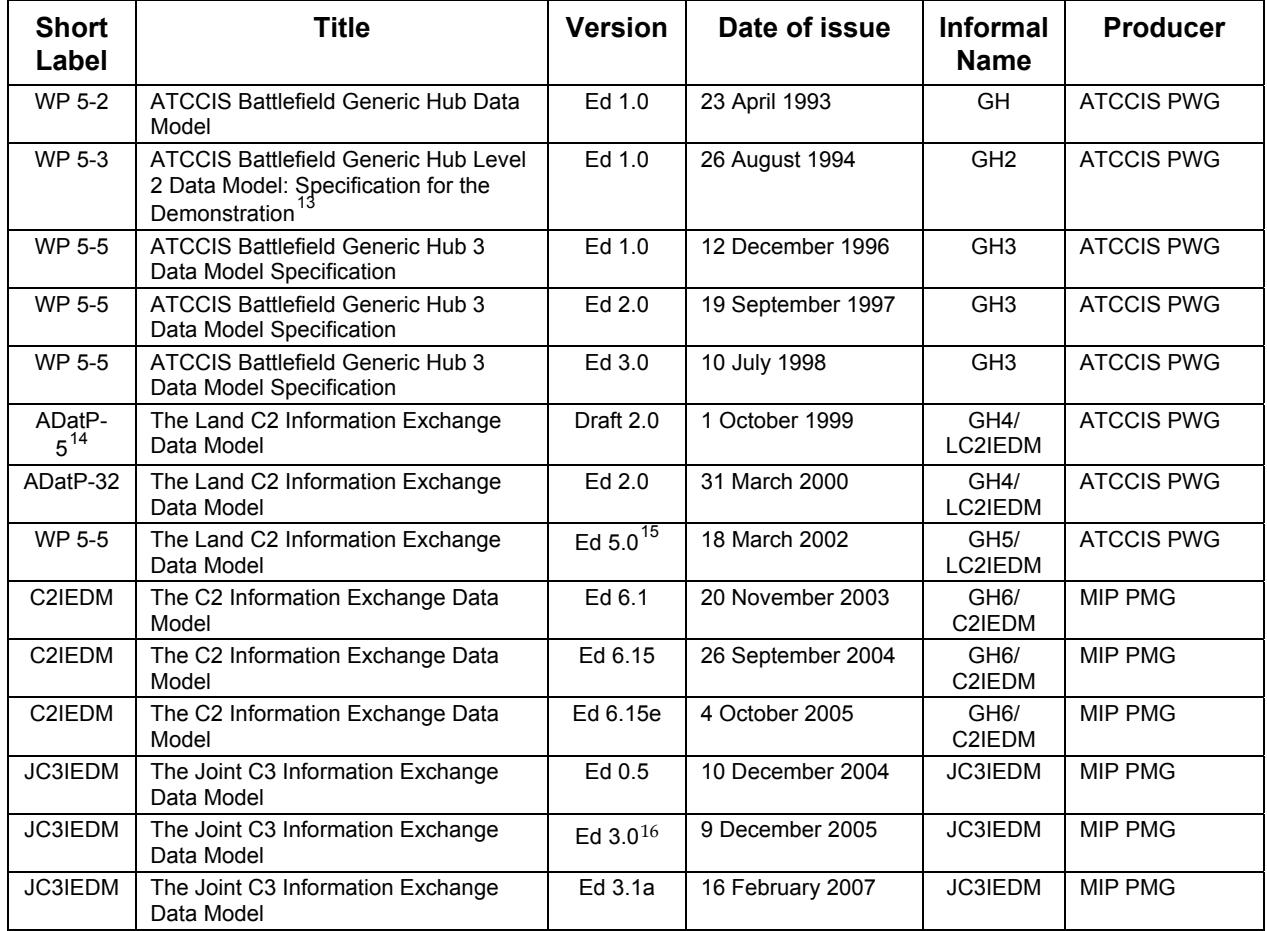 Short Label Title Version Date of issue Informal Name Producer
WP 5-2 ATCCIS Battlefield Generic Hub Data Model Ed 1.0 23 April 1993 GH ATCCIS PWG
WP 5-3 ATCCIS Battlefield Generic Hub Level 2 Data Model: Specification for the Demonstration13 Ed 1.0 26 August 1994 GH2 ATCCIS PWG
WP 5-5 ATCCIS Battlefield Generic Hub 3 Data Model Specification Ed 1.0 12 December 1996 GH3 ATCCIS PWG
WP 5-5 ATCCIS Battlefield Generic Hub 3 Data Model Specification Ed 2.0 19 September 1997 GH3 ATCCIS PWG
WP 5-5 ATCCIS Battlefield Generic Hub 3 Data Model Specification Ed 3.0 10 July 1998 GH3 ATCCIS PWG
ADatP-514 The Land C2 Information Exchange Data Model Draft 2.0 1 October 1999 GH4/ LC2IEDM ATCCIS PWG
ADatP-32 The Land C2 Information Exchange Data Model Ed 2.0 31 March 2000 GH4/ LC2IEDM ATCCIS PWG
WP 5-5 The Land C2 Information Exchange Data Model Ed 5.015 18 March 2002 GH5/ LC2IEDM ATCCIS PWG
C2IEDM The C2 Information Exchange Data Model Ed 6.1 20 November 2003 GH6/ C2IEDM MIP PMG
C2IEDM The C2 Information Exchange Data Model Ed 6.15 26 September 2004 GH6/ C2IEDM MIP PMG
C2IEDM The C2 Information Exchange Data Model Ed 6.15e 4 October 2005 GH6/ C2IEDM MIP PMG
JC3IEDM The Joint C3 Information Exchange Data Model Ed 0.5 10 December 2004 JC3IEDM MIP PMG
JC3IEDM The Joint C3 Information Exchange Data Model Ed 3.016 9 December 2005 JC3IEDM MIP PMG
JC3IEDM The Joint C3 Information Exchange Data Model Ed 3.1a 16 February 2007 JC3IEDM MIP PMG